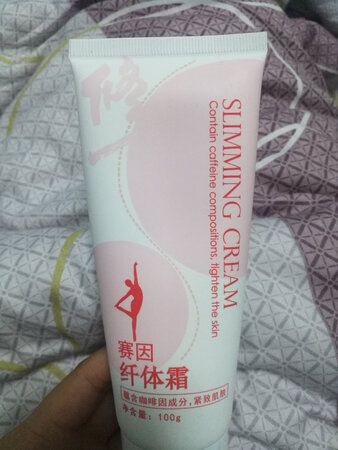 修
SLIMMING CREAM
Contain caffeine compositions, tighten the skin
赛因
纤体霜
蕴含咖啡因成分,紧致肌肤
净含量:100g